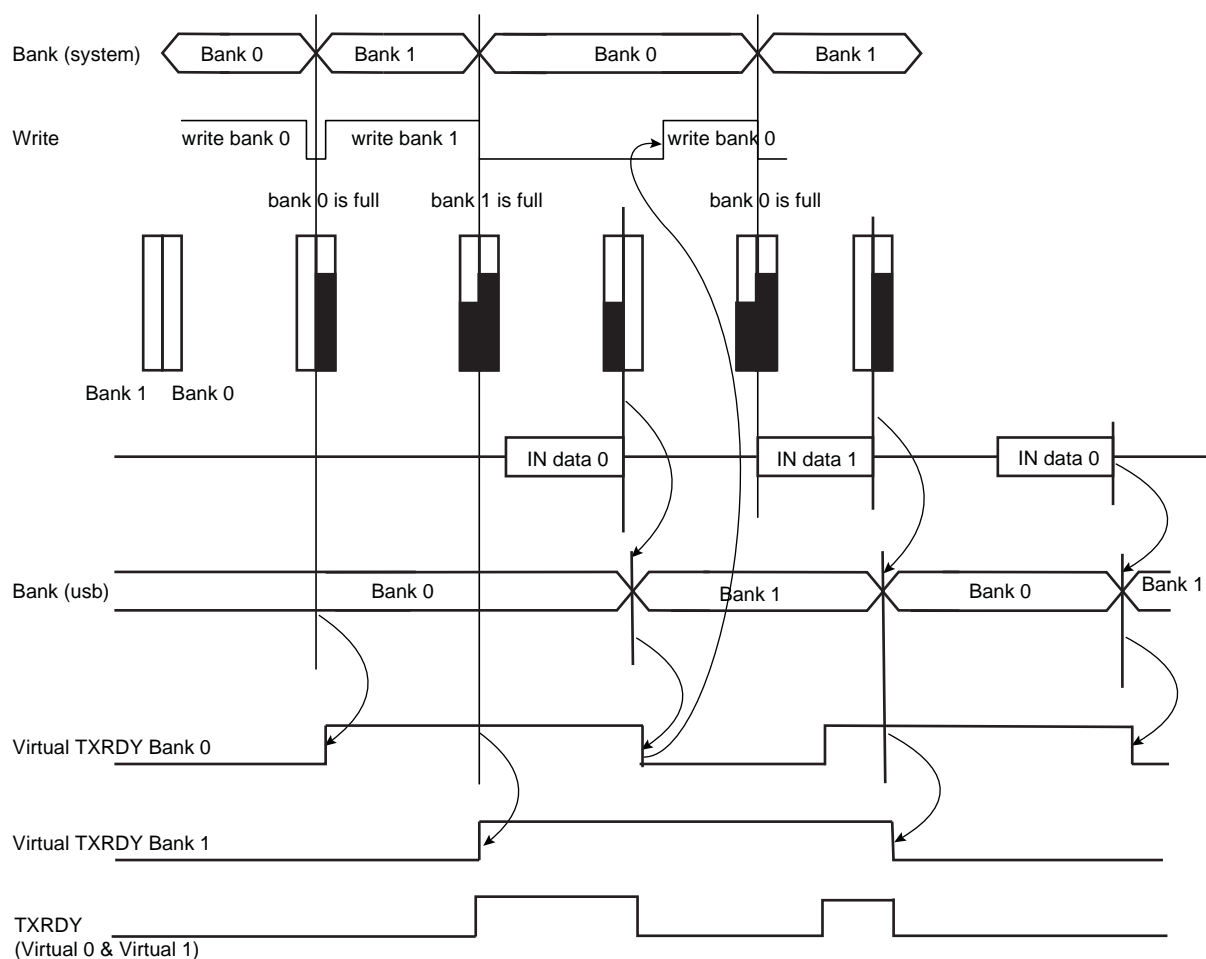 Bank (system)
Bank 0
Bank 1
Bank 0
Bank 1
Write
write bank 0
write bank 1
write bank 0
bank 0 is full
bank 1 is full
bank 0 is full
Bank 1
Bank 0
IN data 0
IN data 1
IN data 0
Bank (usb)
Bank 0
Bank 1
Bank 0
Bank 1
Virtual TXRDY Bank 0
Virtual TXRDY Bank 1
TXRDY
(Virtual 0 & Virtual 1)